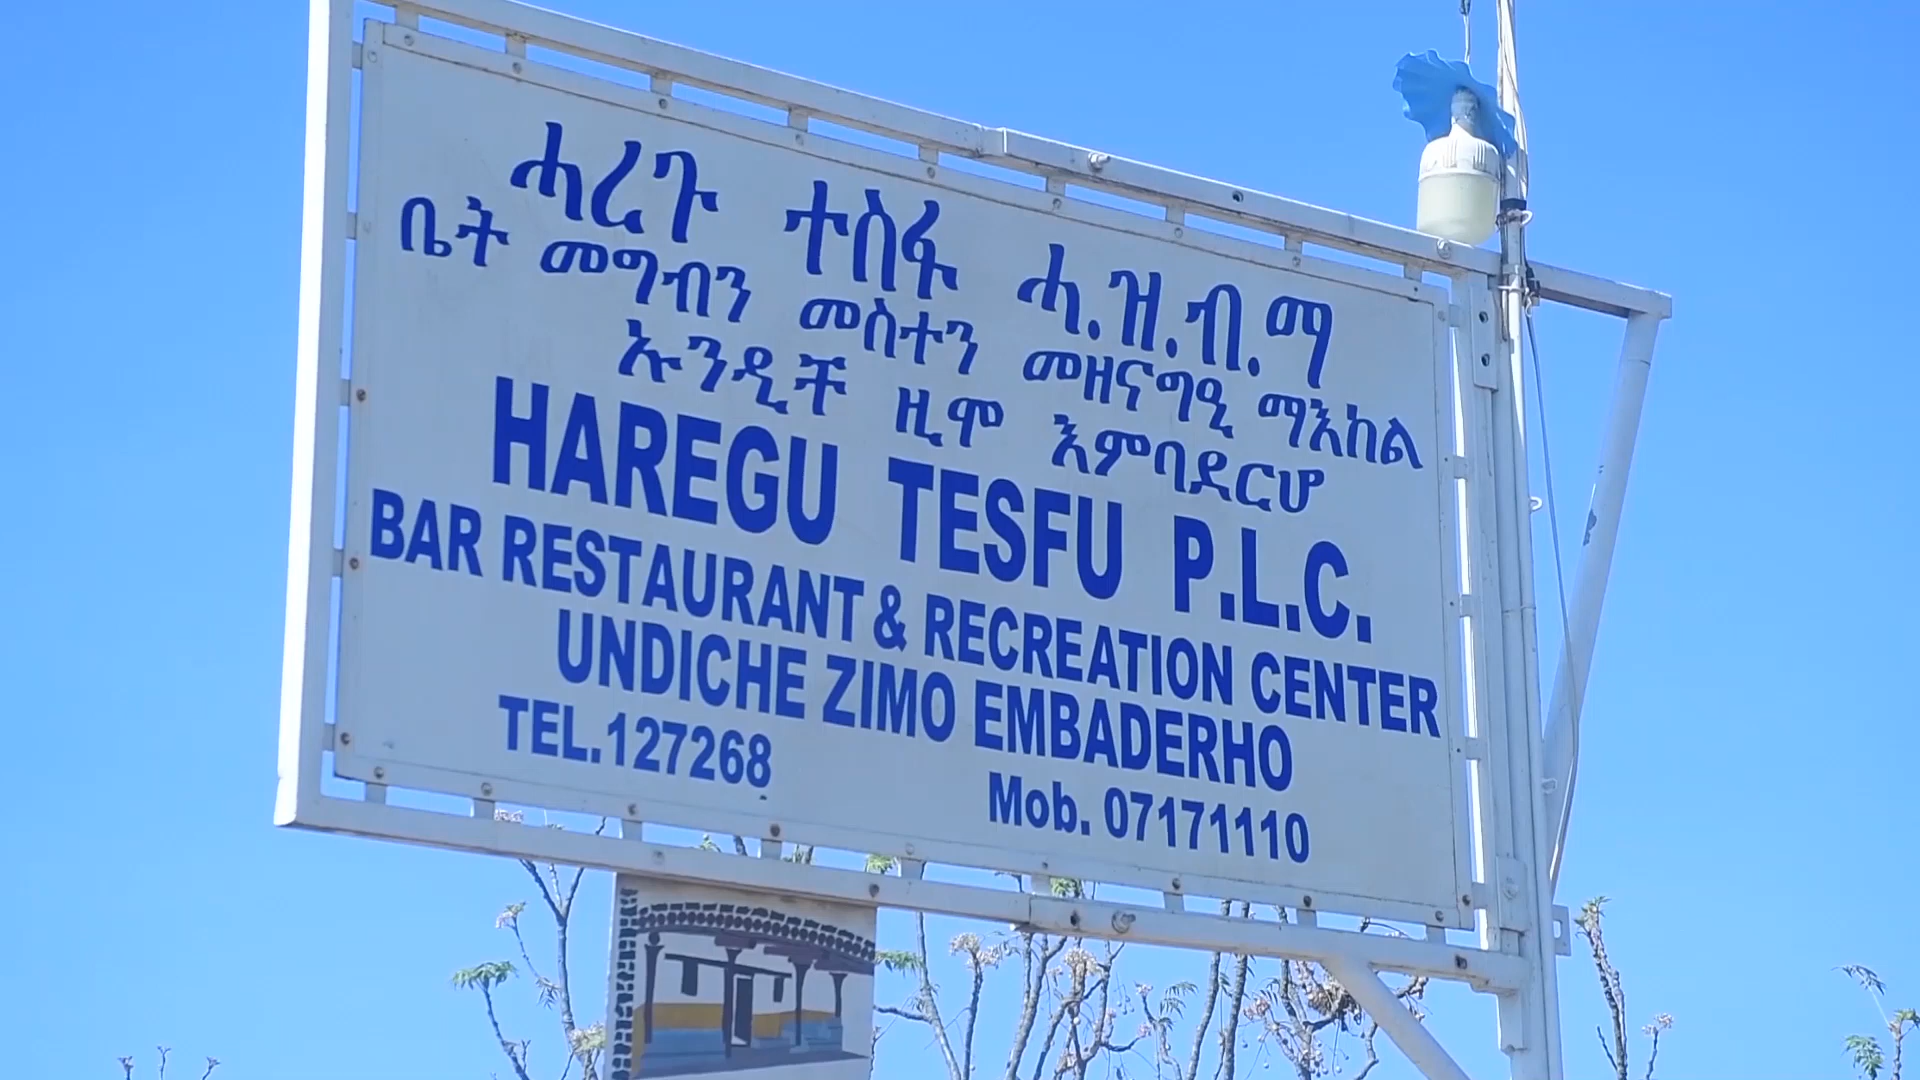 ሓረጉ ተስፋ ሓ.ዝ.ብ.ማ
ቤት መግብን መስተን መዘናግዒ ማእከል
ኡንዲቸ ዚሞ እምባደርሆ
HAREGU TESFU P.L.C.
BAR RESTAURANT & RECREATION CENTER
UNDICHE ZIMO EMBADERHO
TEL.127268
Mob. 07171110